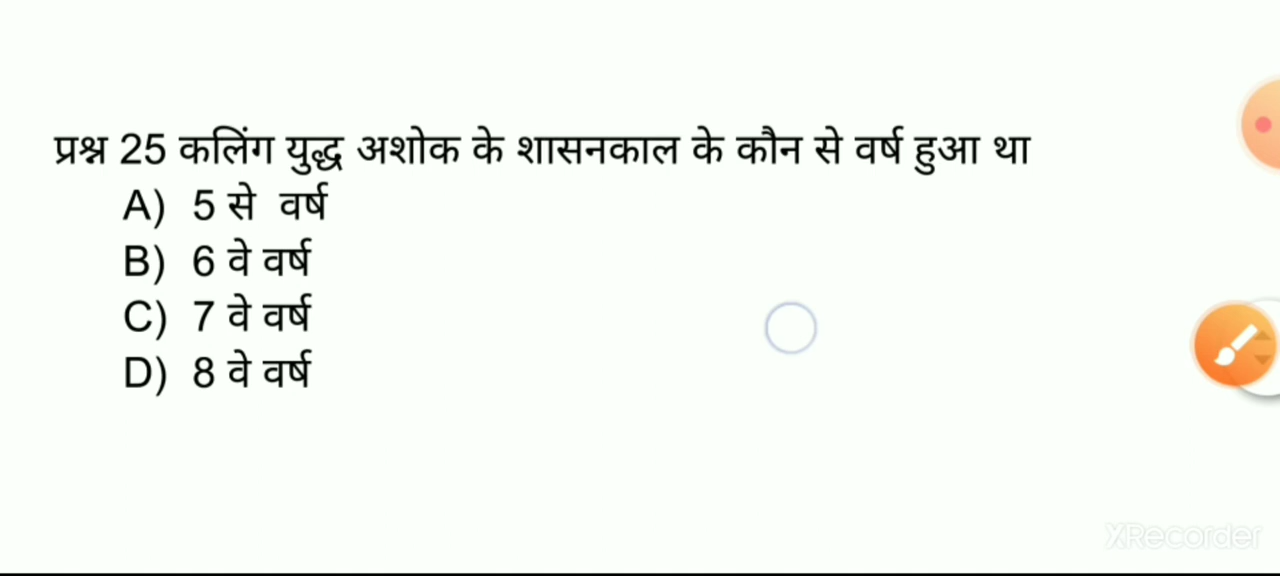 प्रश्न 25 कलिंग युद्ध अशोक के शासनकाल के कौन से वर्ष हुआ था
A) 5 से वर्ष
B) 6 वे वर्ष
C) 7 वे वर्ष
D) 8 वे वर्ष
XRecorder